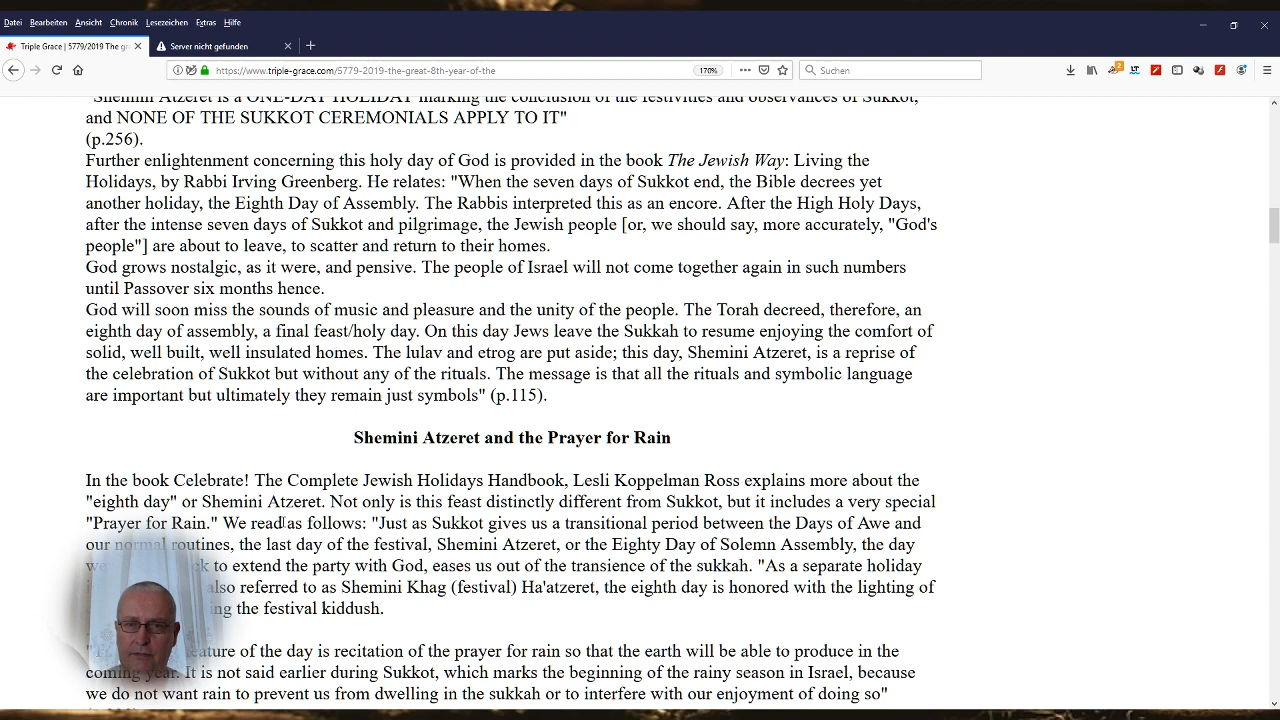 Datei Bearbeiten Ansicht Chronik Lesezeichen Extras Hilfe
Triple Grace | 5779/2019 The gre
Server nicht gefunden
https://www.triple-grace.com/5779-2019-the-great-8th-year-of-the
170%
Suchen
2
"Shemini Atzeret is a ONE-DAY HOLIDAY marking the conclusion of the festivities and observances of Sukkot,
and NONE OF THE SUKKOT CEREMONIALS APPLY TO IT"
(p.256).
Further enlightenment concerning this holy day of God is provided in the book The Jewish Way: Living the
Holidays, by Rabbi Irving Greenberg. He relates: "When the seven days of Sukkot end, the Bible decrees yet
another holiday, the Eighth Day of Assembly. The Rabbis interpreted this as an encore. After the High Holy Days,
after the intense seven days of Sukkot and pilgrimage, the Jewish people [or, we should say, more accurately, "God's
people"] are about to leave, to scatter and return to their homes.
God grows nostalgic, as it were, and pensive. The people of Israel will not come together again in such numbers
until Passover six months hence.
God will soon miss the sounds of music and pleasure and the unity of the people. The Torah decreed, therefore, an
eighth day of assembly, a final feast/holy day. On this day Jews leave the Sukkah to resume enjoying the comfort of
solid, well built, well insulated homes. The lulav and etrog are put aside; this day, Shemini Atzeret, is a reprise of
the celebration of Sukkot but without any of the rituals. The message is that all the rituals and symbolic language
are important but ultimately they remain just symbols" (p.115).
Shemini Atzeret and the Prayer for Rain
In the book Celebrate! The Complete Jewish Holidays Handbook, Lesli Koppelman Ross explains more about the
"eighth day" or Shemini Atzeret. Not only is this feast distinctly different from Sukkot, but it includes a very special
"Prayer for Rain." We read as follows: "Just as Sukkot gives us a transitional period between the Days of Awe and
our normal routines, the last day of the festival, Shemini Atzeret, or the Eighty Day of Solemn Assembly, the day
to extend the party with God, eases us out of the transience of the sukkah. "As a separate holiday
also referred to as Shemini Khag (festival) Ha'atzeret, the eighth day is honored with the lighting of
the festival kiddush.
of the day is recitation of the prayer for rain so that the earth will be able to produce in the
coming year. It is not said earlier during Sukkot, which marks the beginning of the rainy season in Israel, because
we do not want rain to prevent us from dwelling in the sukkah or to interfere with our enjoyment of doing so"